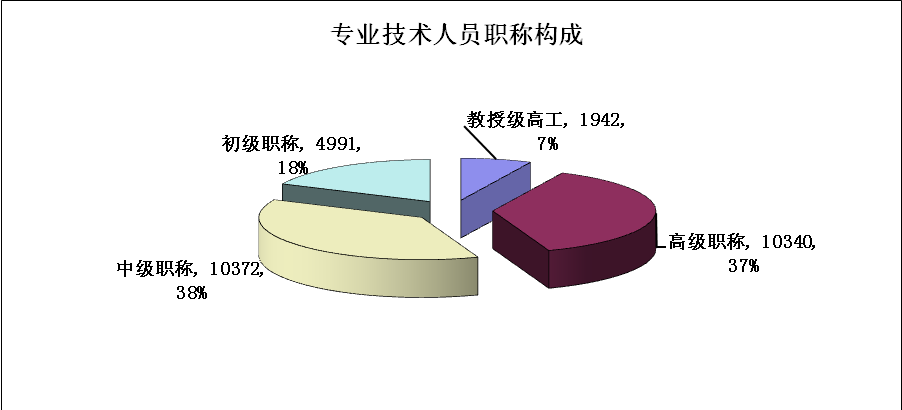 专业技术人员职称构成
教授级高工, 1942,
7%
初级职称, 4991,
18%
高级职称, 10340,
37%
中级职称, 10372,
38%